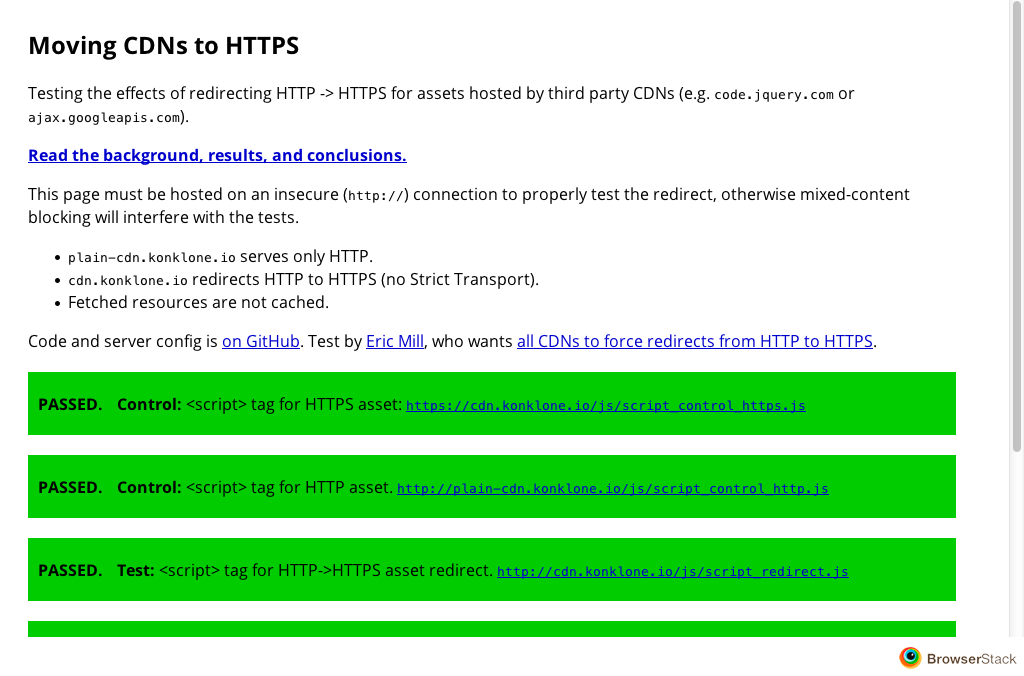 Moving CDNs to HTTPS
Testing the effects of redirecting HTTP -> HTTPS for assets hosted by third party CDNs (e.g. code.jquery.com or
ajax.googleapis.com).
Read the background, results, and conclusions.
This page must be hosted on an insecure (http://) connection to properly test the redirect, otherwise mixed-content
blocking will interfere with the tests.
• plain-cdn.konklone.io serves only HTTP.
• cdn.konklone.io redirects HTTP to HTTPS (no Strict Transport).
• Fetched resources are not cached.
Code and server config is on GitHub. Test by Eric Mill, who wants all CDNs to force redirects from HTTP to HTTPS.
PASSED. Control: <script> tag for HTTPS asset: https://cdn.konklone.io/js/script_control_https.js
PASSED. Control: <script> tag for HTTP asset. http://plain-cdn.konklone.io/js/script_control_http.js
PASSED. Test: <script> tag for HTTP->HTTPS asset redirect. http://cdn.konklone.io/js/script_redirect.js
BrowserStack